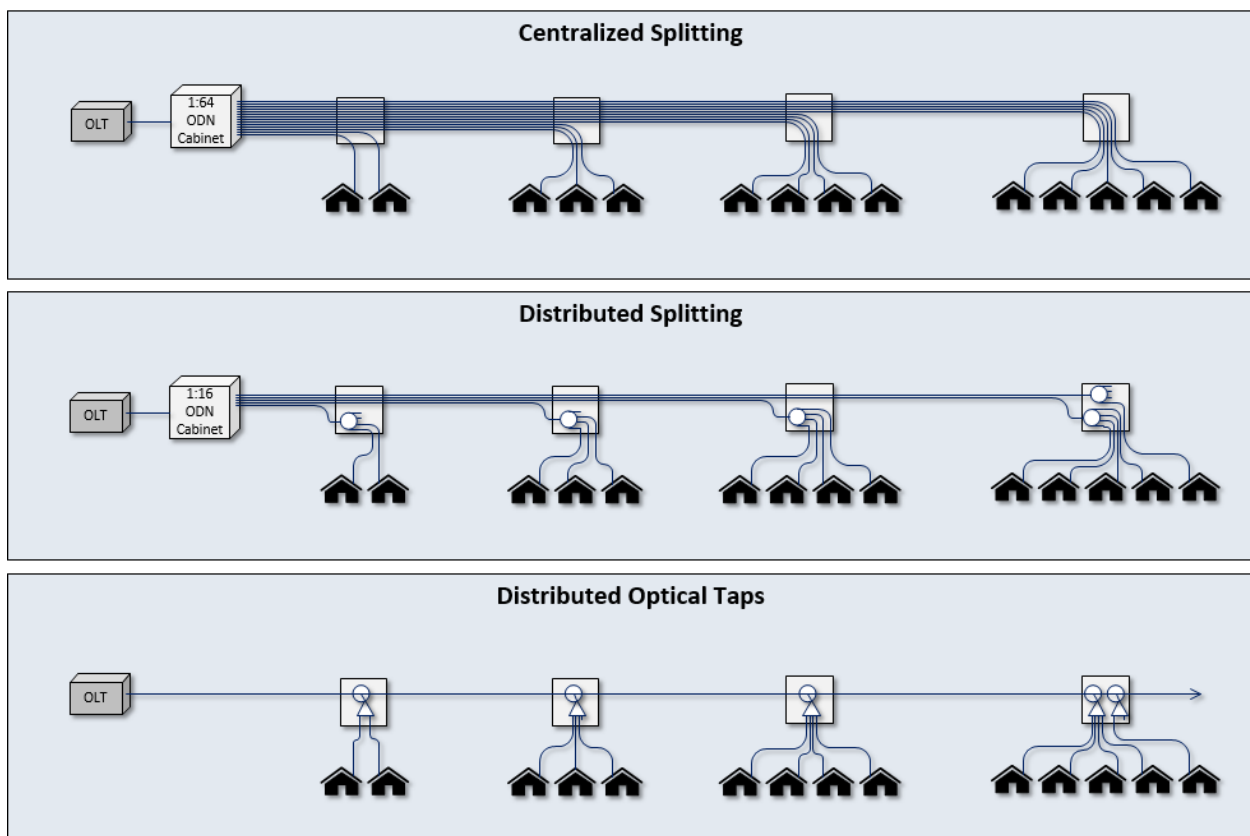 Centralized Splitting
OLT
1:64
ODN
Cabinet
Distributed Splitting
OLT
1:16
ODN
Cabinet
Distributed Optical Taps
OLT